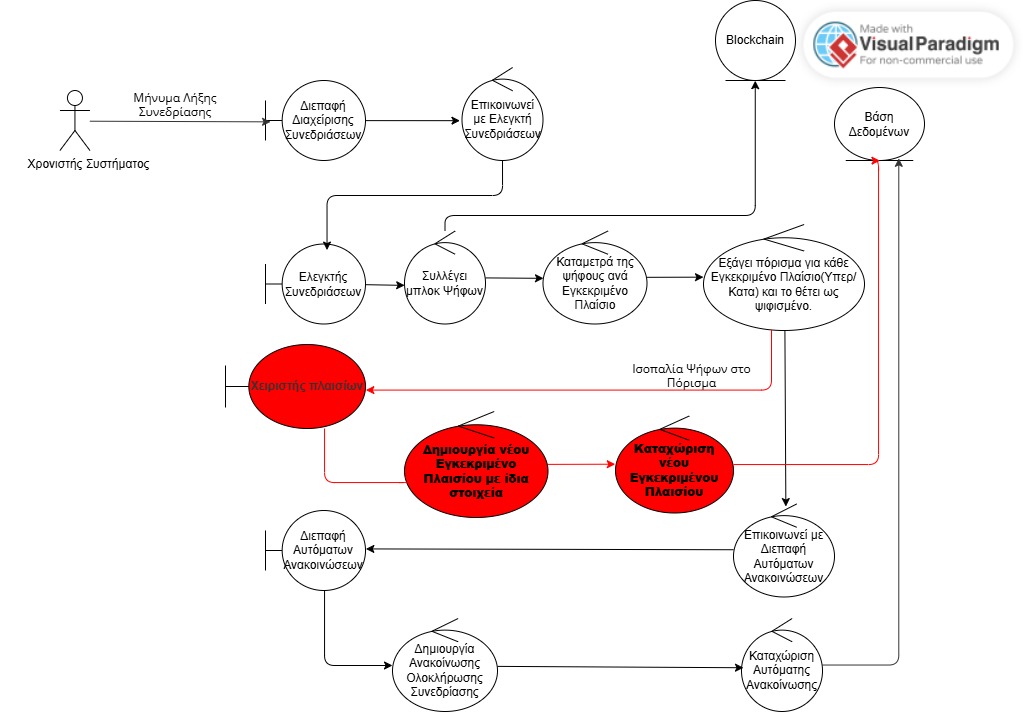 Made with
Visual Paradigm
For non-commercial use
Blockchain
Βάση
Δεδομένων
Μήνυμα Λήξης
Συνεδρίασης
Χρονιστής Συστήματος
Διεπαφή
Διαχείρισης
Συνεδριάσεων
Επικοινωνεί
με Ελεγκτή
Συνεδριάσεων
Ελεγκτής
Συνεδριάσεων
Συλλέγει
μπλοκ Ψήφων
Καταμετρά της
ψήφους ανά
Εγκεκριμένο
Πλαίσιο
Εξάγει πόρισμα για κάθε
Εγκεκριμένο Πλαίσιο(Υπερ/
Κατα) και το θέτει ως
ψιφισμένο.
Ισοπαλία Ψήφων στο
Πόρισμα
Χειριστής πλαισίων
Δημιουργία νέου
Εγκεκριμένο
Πλαισίου με ίδια
στοιχεία
Καταχώριση
νέου
Εγκεκριμένου
Πλαισίου
Διεπαφή
Αυτόματων
Ανακοινώσεων
Επικοινωνεί με
Διεπαφή
Αυτόματων
Ανακοινώσεων
Δημιουργία
Ανακοίνωσης
Ολοκλήρωσης
Συνεδρίασης
Καταχώριση
Αυτόματης
Ανακοίνωσης